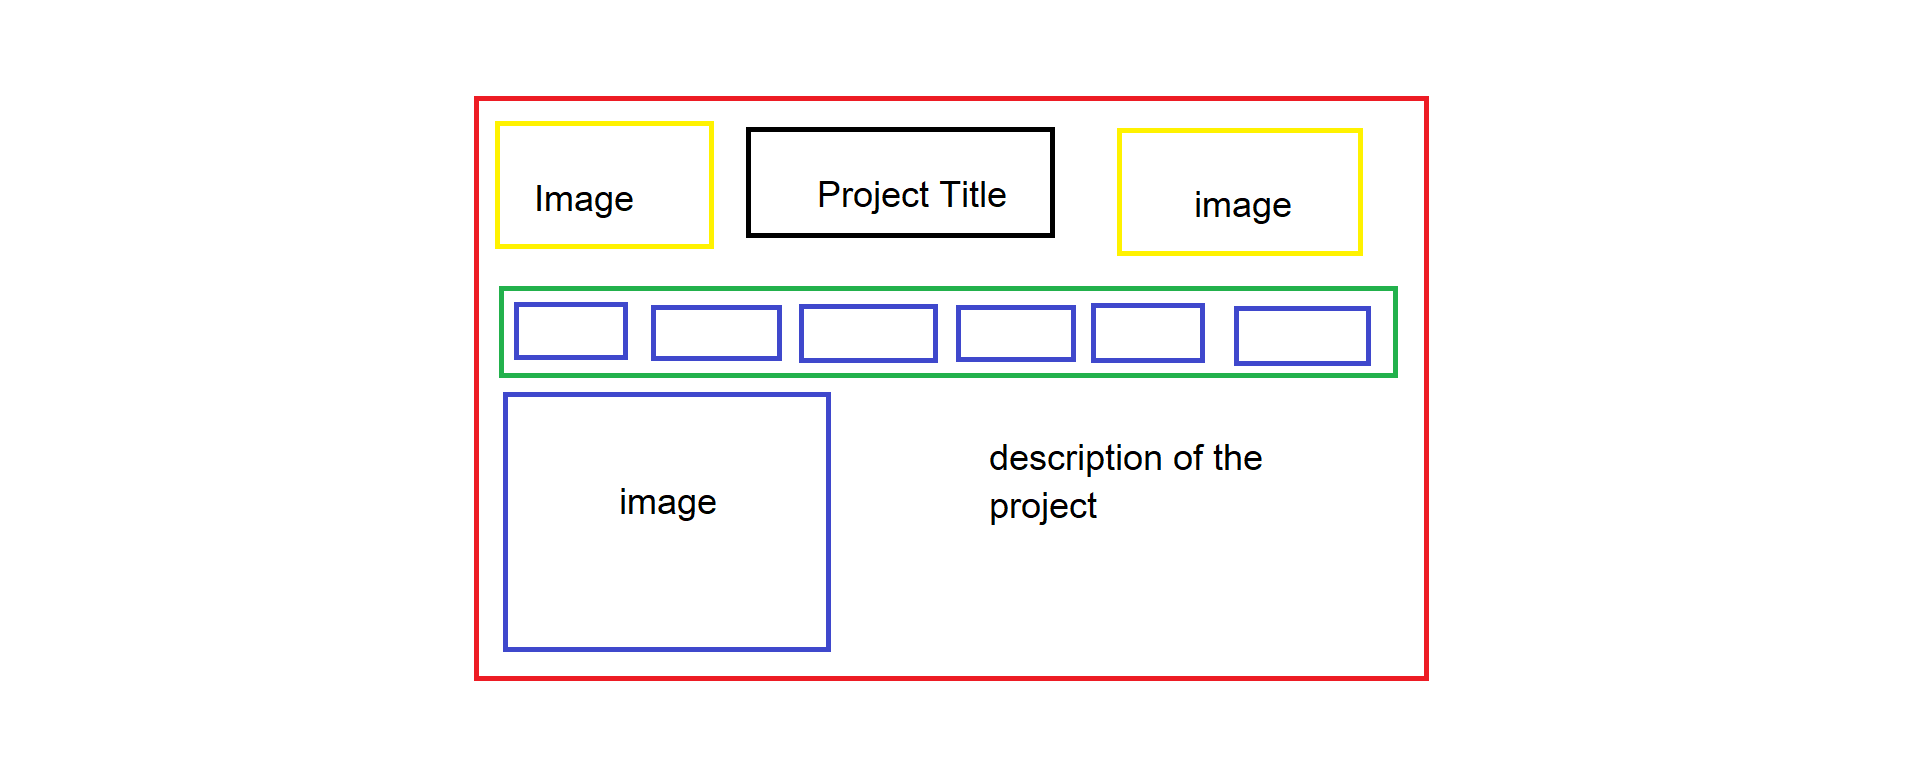 Image
Project Title
image
image
description of the
project